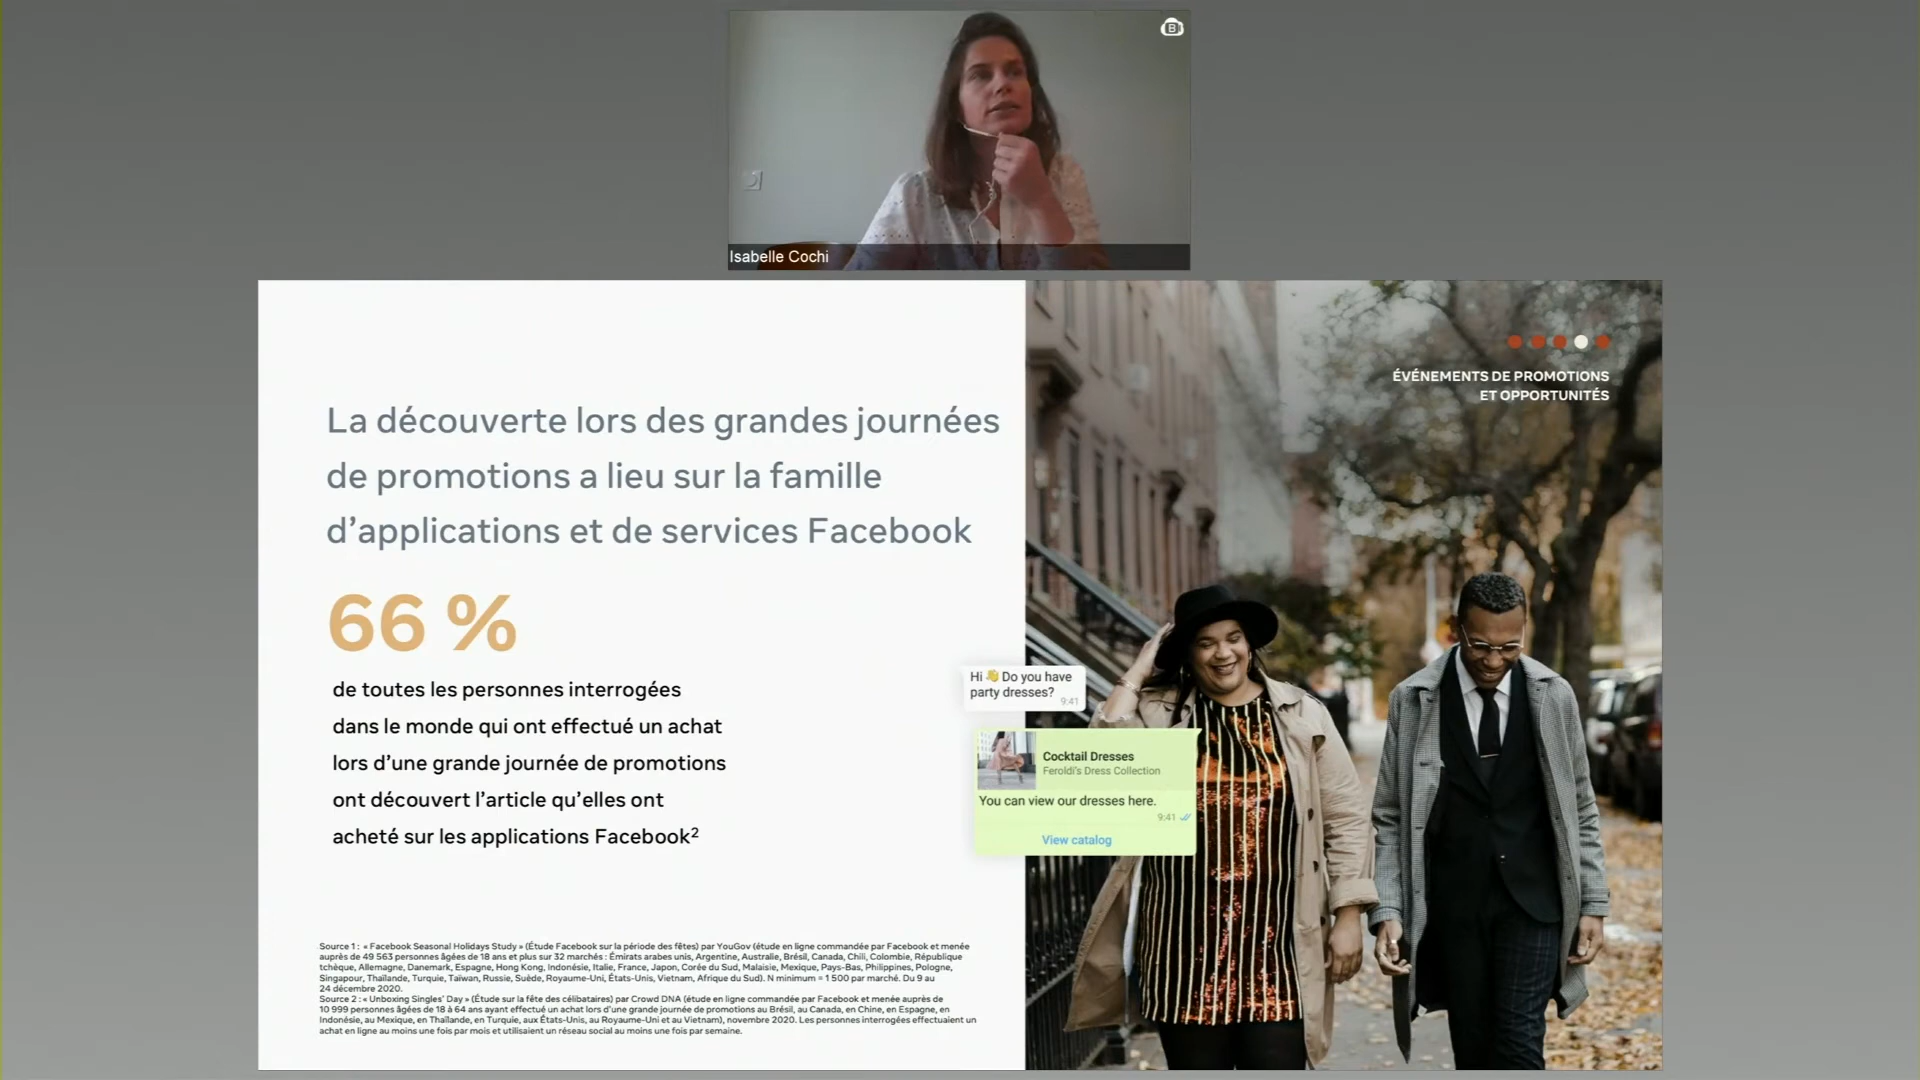 B
Isabelle Cochi
ÉVÉNEMENTS DE PROMOTIONS
ET OPPORTUNITÉS
La découverte lors des grandes journées
de promotions a lieu sur la famille
d’applications et de services Facebook
66 %
de toutes les personnes interrogées
dans le monde qui ont effectué un achat
lors d’une grande journée de promotions
ont découvert l’article qu’elles ont
acheté sur les applications Facebook²
Hi 👋 Do you have
party dresses?
9:41
Cocktail Dresses
Feroldi's Dress Collection
You can view our dresses here.
9:41
View catalog
Source 1 : « Facebook Seasonal Holidays Study » (Étude Facebook sur la période des fêtes) par YouGov (étude en ligne commandée par Facebook et menée
auprès de 49 563 personnes âgées de 18 ans et plus sur 32 marchés : Émirats arabes unis, Argentine, Australie, Brésil, Canada, Chili, Colombie, République
tchèque, Allemagne, Danemark, Espagne, Hong Kong, Indonésie, Italie, France, Japon, Corée du Sud, Malaisie, Mexique, Pays-Bas, Philippines, Pologne,
Singapour, Thaïlande, Turquie, Taïwan, Russie, Suède, Royaume-Uni, États-Unis, Vietnam, Afrique du Sud). N minimum = 1 500 par marché. Du 9 au
24 décembre 2020.
Source 2 : « Unboxing Singles’ Day » (Étude sur la fête des célibataires) par Crowd DNA (étude en ligne commandée par Facebook et menée auprès de
10 999 personnes âgées de 18 à 64 ans ayant effectué un achat lors d’une grande journée de promotions au Brésil, au Canada, en Chine, en Espagne, en
Indonésie, au Mexique, en Thaïlande, en Turquie, aux États-Unis, au Royaume-Uni et au Vietnam), novembre 2020. Les personnes interrogées effectuaient un
achat en ligne au moins une fois par mois et utilisaient un réseau social au moins une fois par semaine.